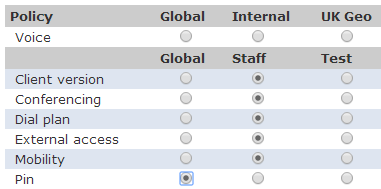 Policy Global Internal UK Geo
Voice
Global Staff Test
Client version
Conferencing
Dial plan
External access
Mobility
Pin